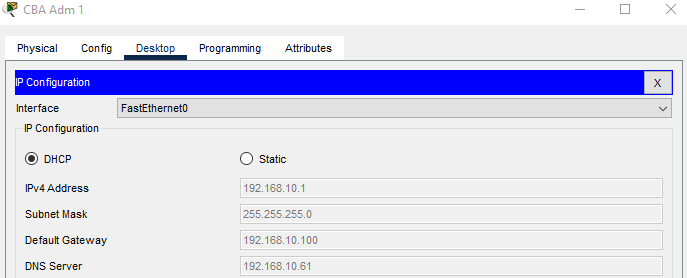 CBA Adm 1
Physical Config Desktop Programming Attributes
IP Configuration X
Interface FastEthernet0
IP Configuration
DHCP Static
IPv4 Address 192.168.10.1
Subnet Mask 255.255.255.0
Default Gateway 192.168.10.100
DNS Server 192.168.10.61